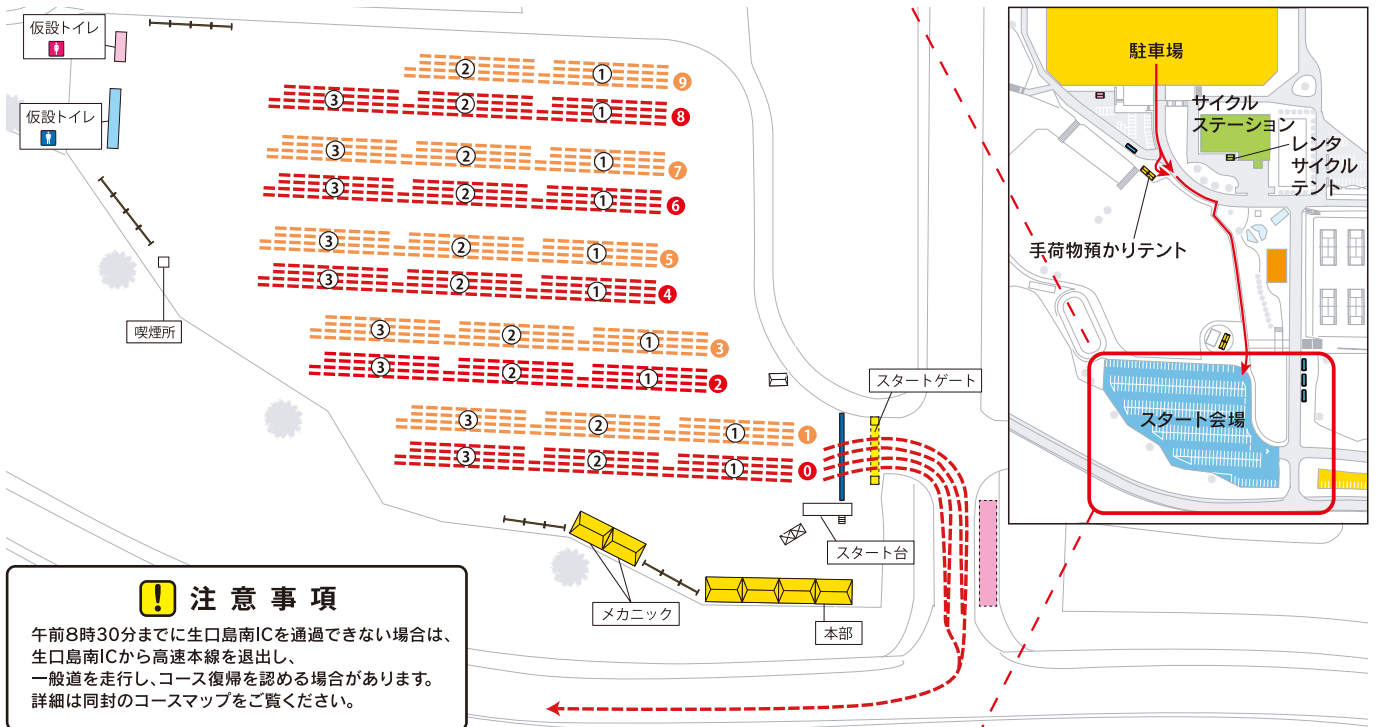 仮設トイレ
仮設トイレ
喫煙所
② ① 9
③ ② ① 8
③ ② ① 7
③ ② ① 6
③ ② ① 5
③ ② ① 4
③ ② ① 3
③ ② ① 2
③ ② ① 1
③ ② ① 0
スタートゲート
スタート台
メカニック
本部
駐車場
サイクル
ステーション
レンタ
サイクル
テント
手荷物預かりテント
スタート会場
! 注意事項
午前8時30分までに生口島南ICを通過できない場合は、
生口島南ICから高速本線を退出し、
一般道を走行し、コース復帰を認める場合があります。
詳細は同封のコースマップをご覧ください。